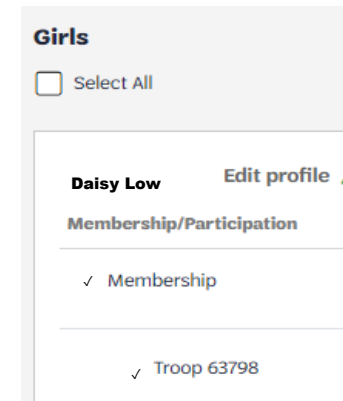 Girls
Select All
Daisy Low Edit profile
Membership/Participation
✓ Membership
✓ Troop 63798